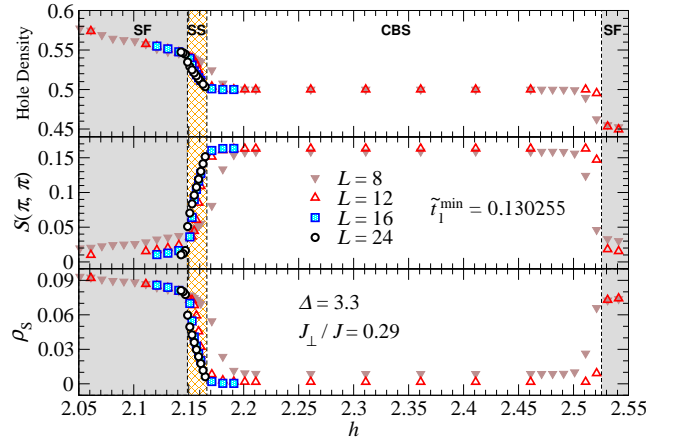 SF SS CBS SF
Hole Density
0.6
0.55
0.5
0.45
S(π, π)
0.15
0.1
0.05
0
L = 8
L = 12
L = 16
L = 24
t̃₁ᵐⁱⁿ = 0.130255
ρS
0.09
0.06
0.03
0
Δ = 3.3
J⊥ / J = 0.29
2.05 2.1 2.15 2.2 2.25 2.3 2.35 2.4 2.45 2.5 2.55
h